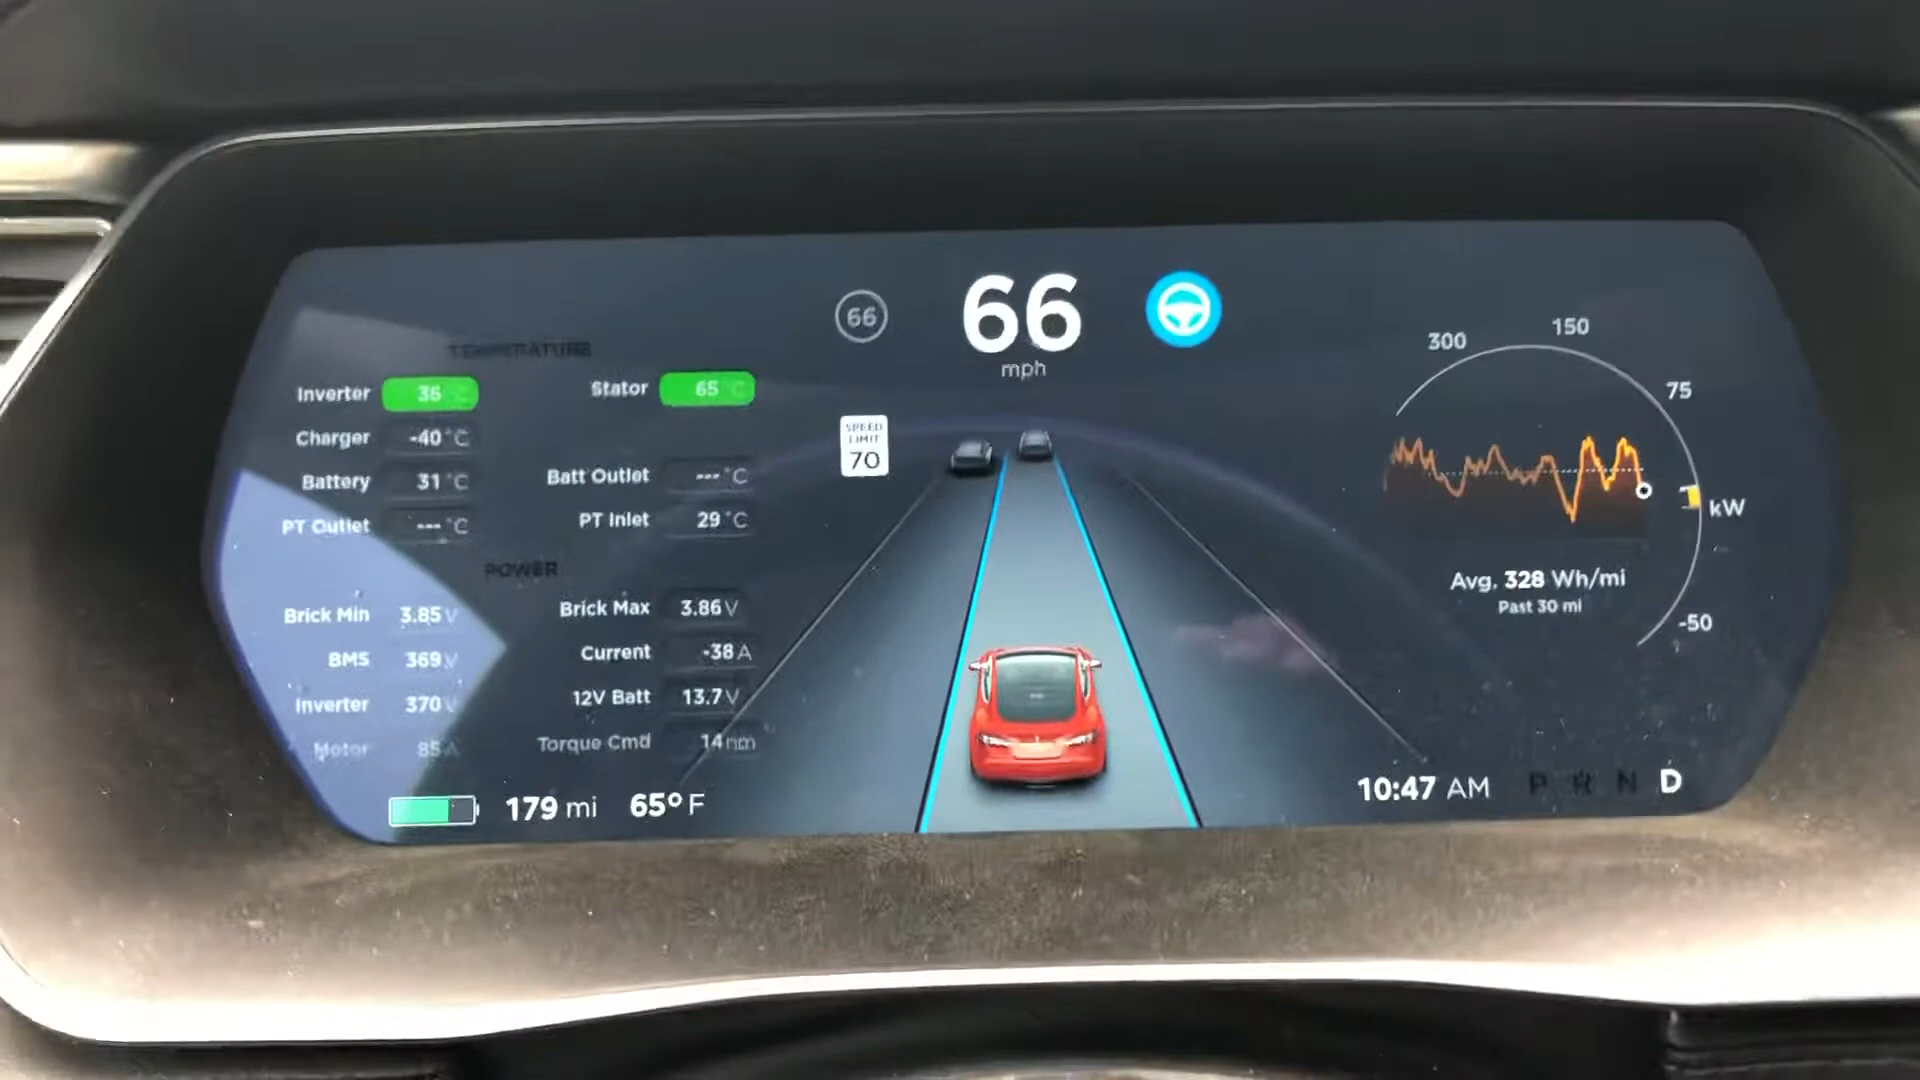 66
66
mph
SPEED
LIMIT
70
TEMPERATURE
Inverter 36 C
Stator 65 C
Charger -40 °C
Battery 31 °C
Batt Outlet --- °C
PT Outlet --- °C
PT Inlet 29 °C
POWER
Brick Min 3.85 V
Brick Max 3.86 V
BMS 369 V
Current -38 A
Inverter 370 V
12V Batt 13.7 V
Motor 85 A
Torque Cmd 14 nm
179 mi 65° F
300
150
75
kW
-50
Avg. 328 Wh/mi
Past 30 mi
10:47 AM P R N D